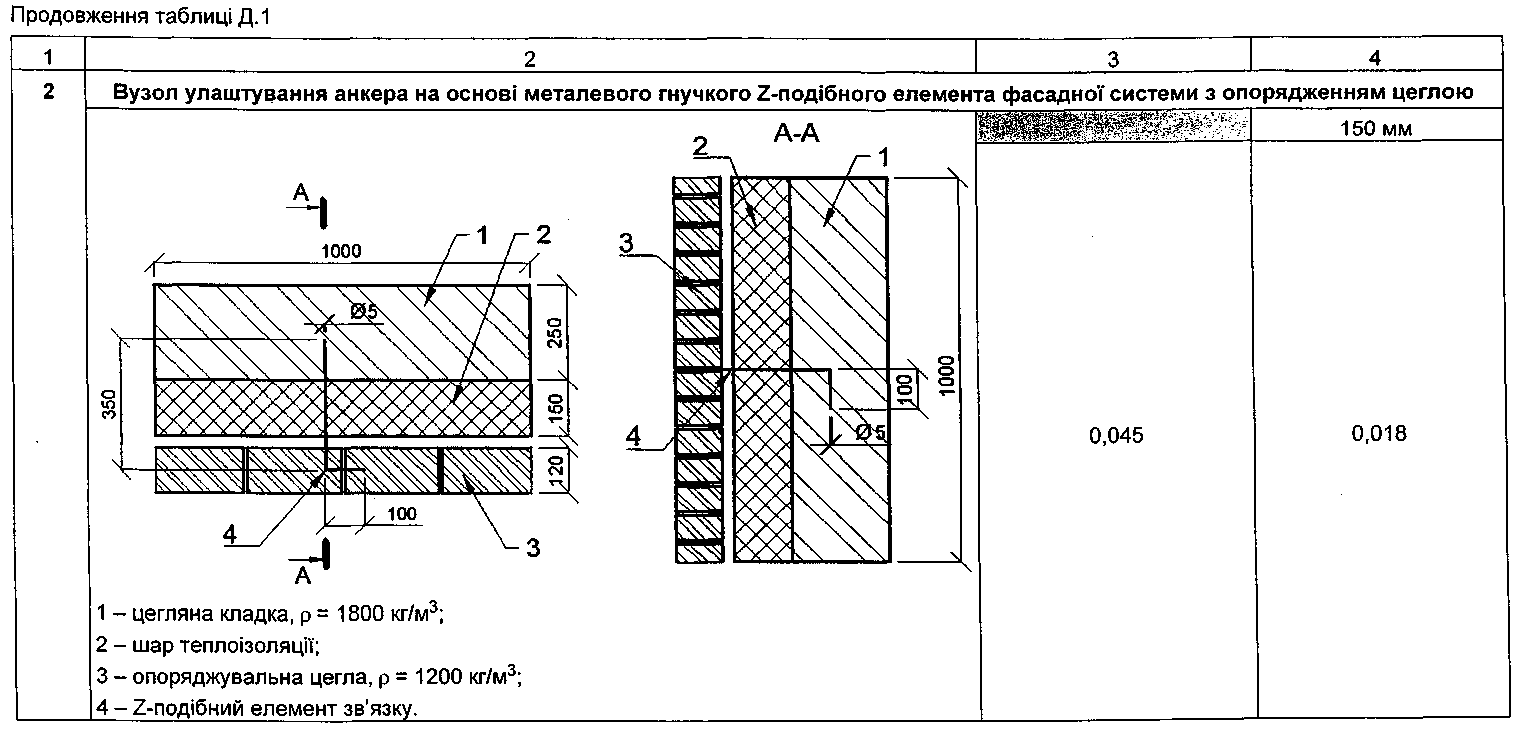 Продовження таблиці Д.1
1 2 3 4
2 Вузол улаштування анкера на основі металевого гнучкого Z-подібного елемента фасадної системи з опорядженням цеглою
А-А 150 мм
2 1
А
1 2
1000
3
Ø5
250
350
150
100
1000
4
Ø5
0,045 0,018
120
100
4
3
А
1 – цегляна кладка, ρ = 1800 кг/м³;
2 – шар теплоізоляції;
3 – опоряджувальна цегла, ρ = 1200 кг/м³;
4 – Z-подібний елемент зв'язку.